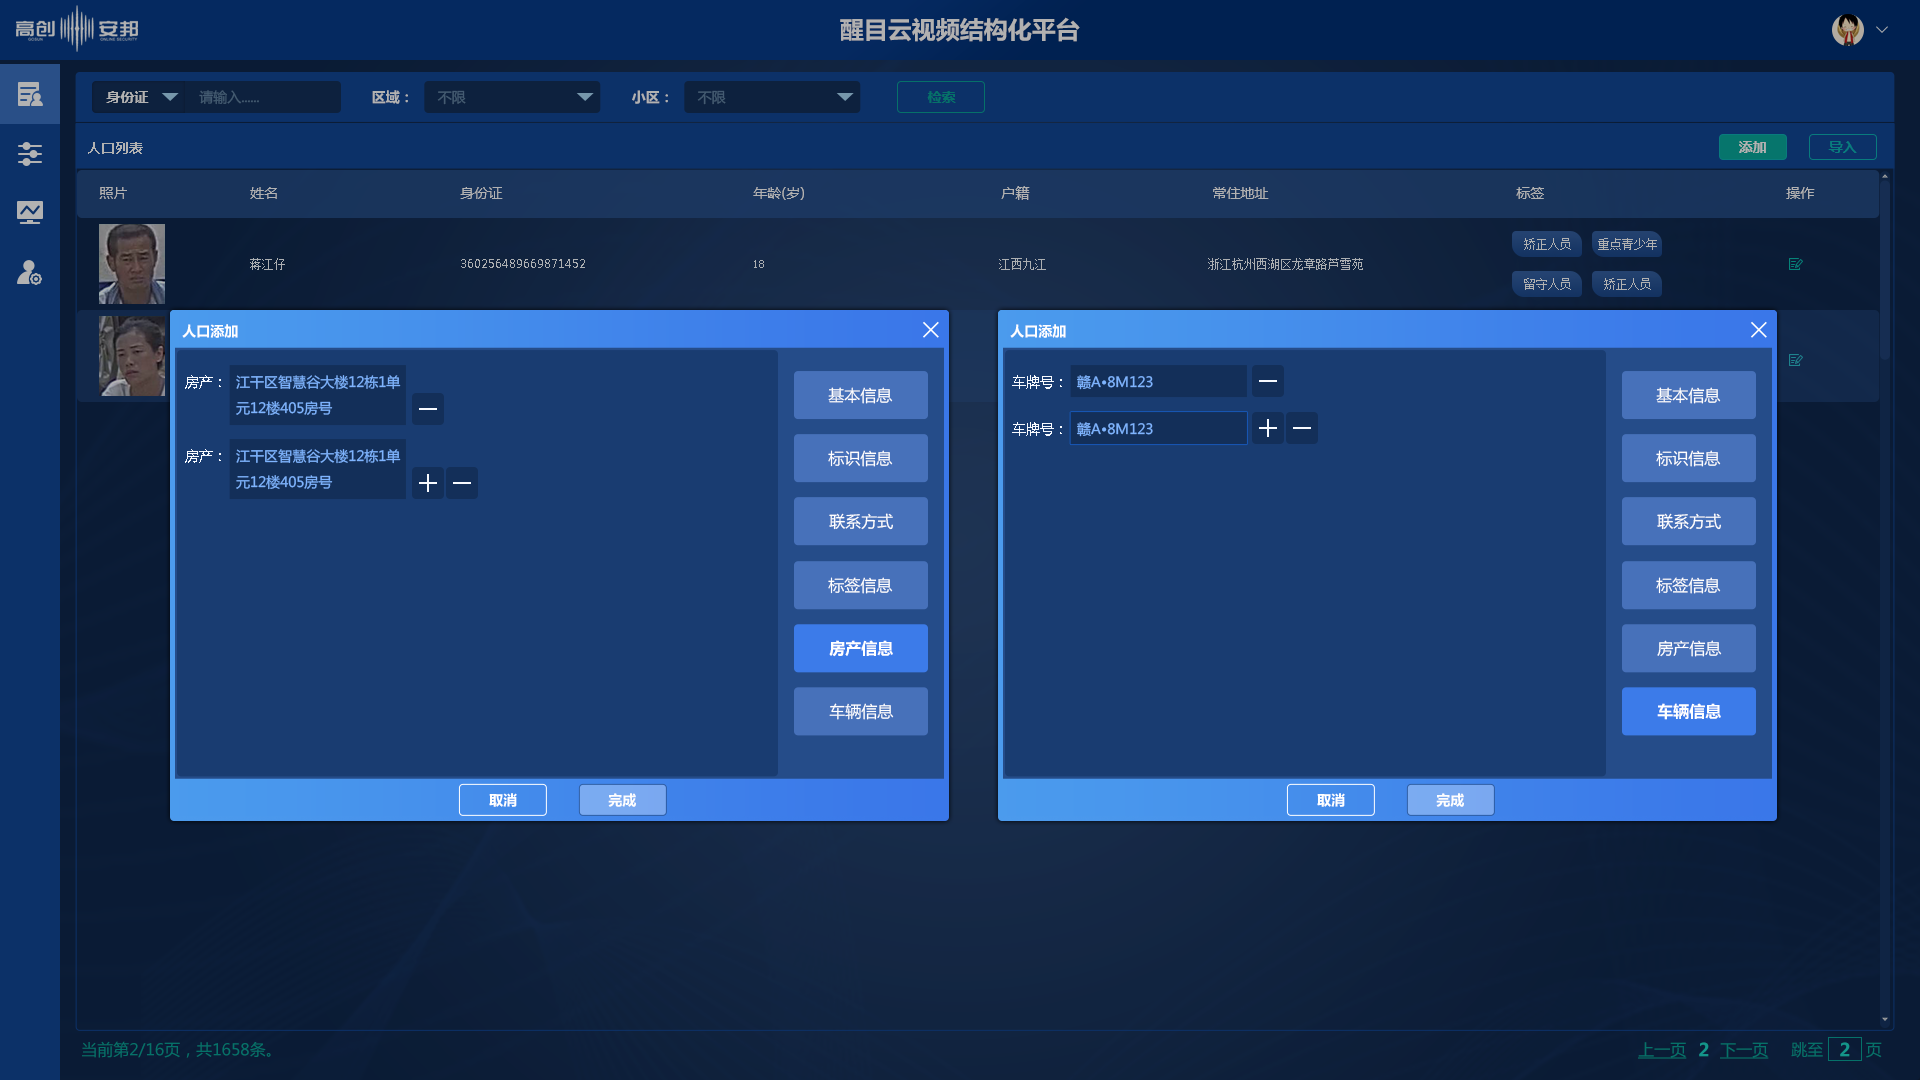 高创安邦
醒目云视频结构化平台
身份证 请输入...... 区域： 不限 小区： 不限 检索
人口列表 添加 导入
照片 姓名 身份证 年龄(岁) 户籍 常住地址 标签 操作
蒋江仔 360256489669871452 18 江西九江 浙江杭州西湖区龙章路芦雪苑
矫正人员 重点青少年
留守人员 矫正人员
人口添加
房产： 江干区智慧谷大楼12栋1单
元12楼405房号
房产： 江干区智慧谷大楼12栋1单
元12楼405房号
基本信息
标识信息
联系方式
标签信息
房产信息
车辆信息
取消 完成
人口添加
车牌号： 赣A•8M123
车牌号： 赣A•8M123
基本信息
标识信息
联系方式
标签信息
房产信息
车辆信息
取消 完成
当前第2/16页，共1658条。 上一页 2 下一页 跳至 2 页